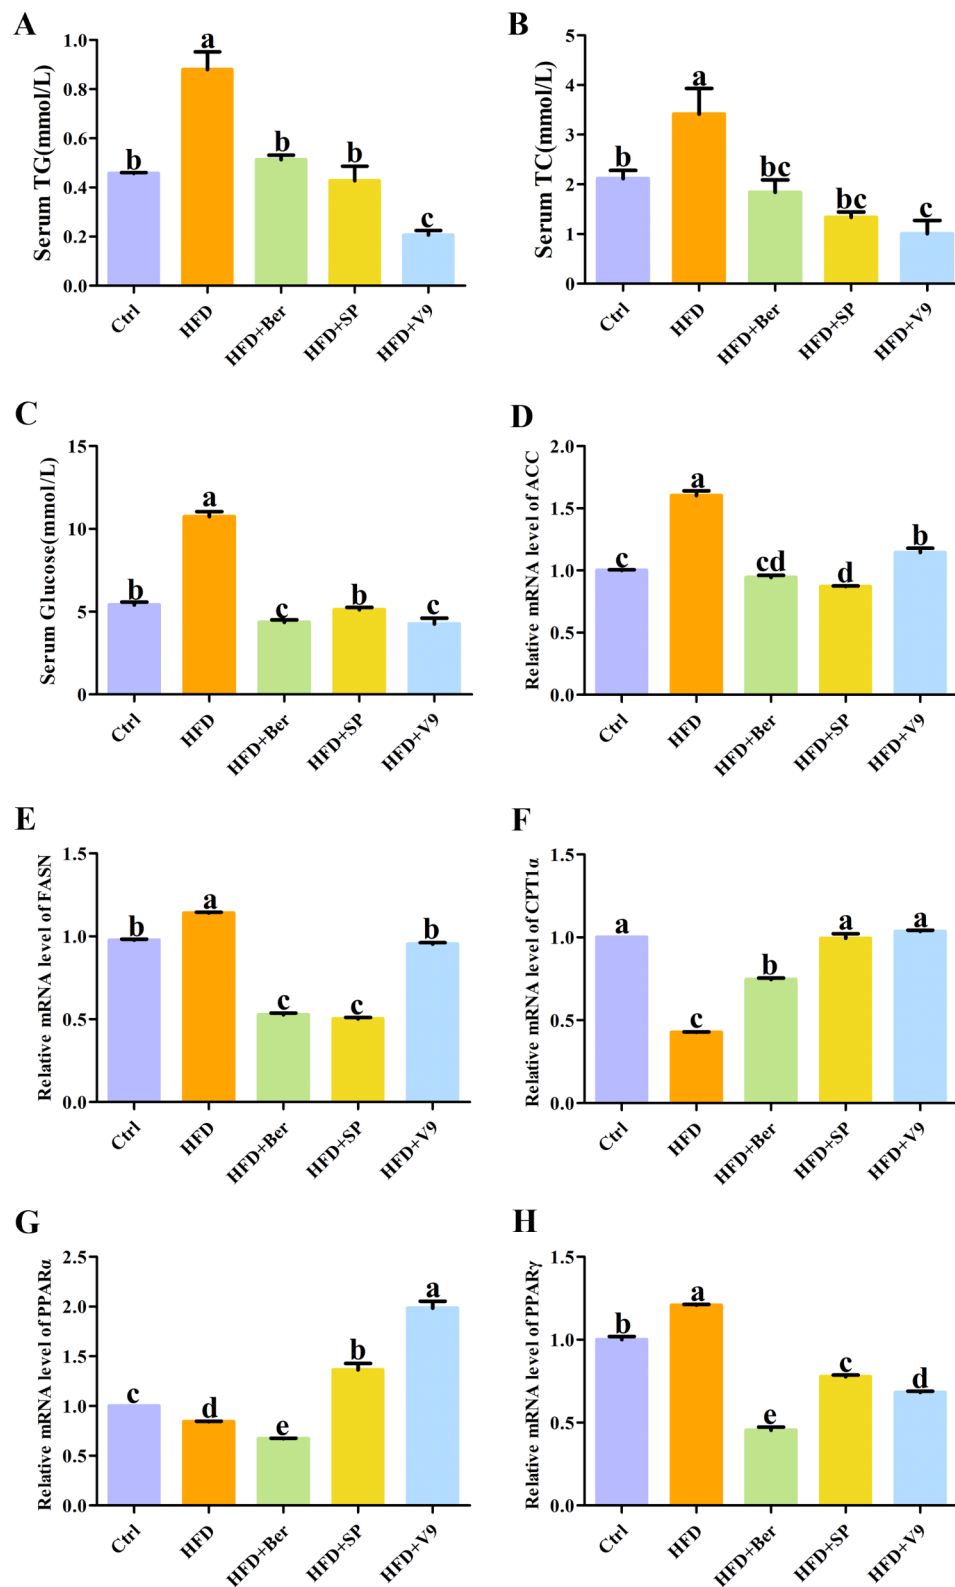 A
Serum TG(mmol/L)
1.0
0.8
0.6
0.4
0.2
0.0
b
a
b
b
c
Ctrl
HFD
HFD+Ber
HFD+SP
HFD+V9
B
Serum TC(mmol/L)
5
4
3
2
1
0
b
a
bc
bc
c
Ctrl
HFD
HFD+Ber
HFD+SP
HFD+V9
C
Serum Glucose(mmol/L)
15
10
5
0
b
a
c
b
c
Ctrl
HFD
HFD+Ber
HFD+SP
HFD+V9
D
Relative mRNA level of ACC
2.0
1.5
1.0
0.5
0.0
c
a
cd
d
b
Ctrl
HFD
HFD+Ber
HFD+SP
HFD+V9
E
Relative mRNA level of FASN
1.5
1.0
0.5
0.0
b
a
c
c
b
Ctrl
HFD
HFD+Ber
HFD+SP
HFD+V9
F
Relative mRNA level of CPT1α
1.5
1.0
0.5
0.0
a
c
b
a
a
Ctrl
HFD
HFD+Ber
HFD+SP
HFD+V9
G
Relative mRNA level of PPARα
2.5
2.0
1.5
1.0
0.5
0.0
c
d
e
b
a
Ctrl
HFD
HFD+Ber
HFD+SP
HFD+V9
H
Relative mRNA level of PPARγ
1.5
1.0
0.5
0.0
b
a
e
c
d
Ctrl
HFD
HFD+Ber
HFD+SP
HFD+V9